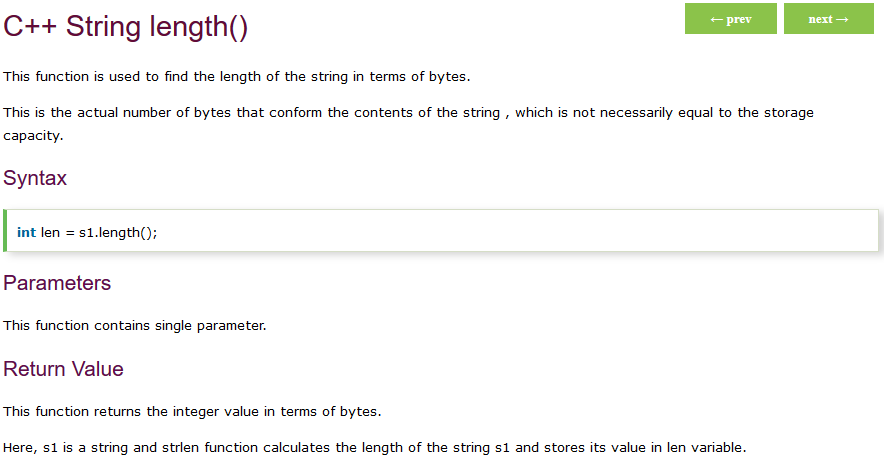 C++ String length()
← prev
next →
This function is used to find the length of the string in terms of bytes.
This is the actual number of bytes that conform the contents of the string , which is not necessarily equal to the storage
capacity.
Syntax
int len = s1.length();
Parameters
This function contains single parameter.
Return Value
This function returns the integer value in terms of bytes.
Here, s1 is a string and strlen function calculates the length of the string s1 and stores its value in len variable.